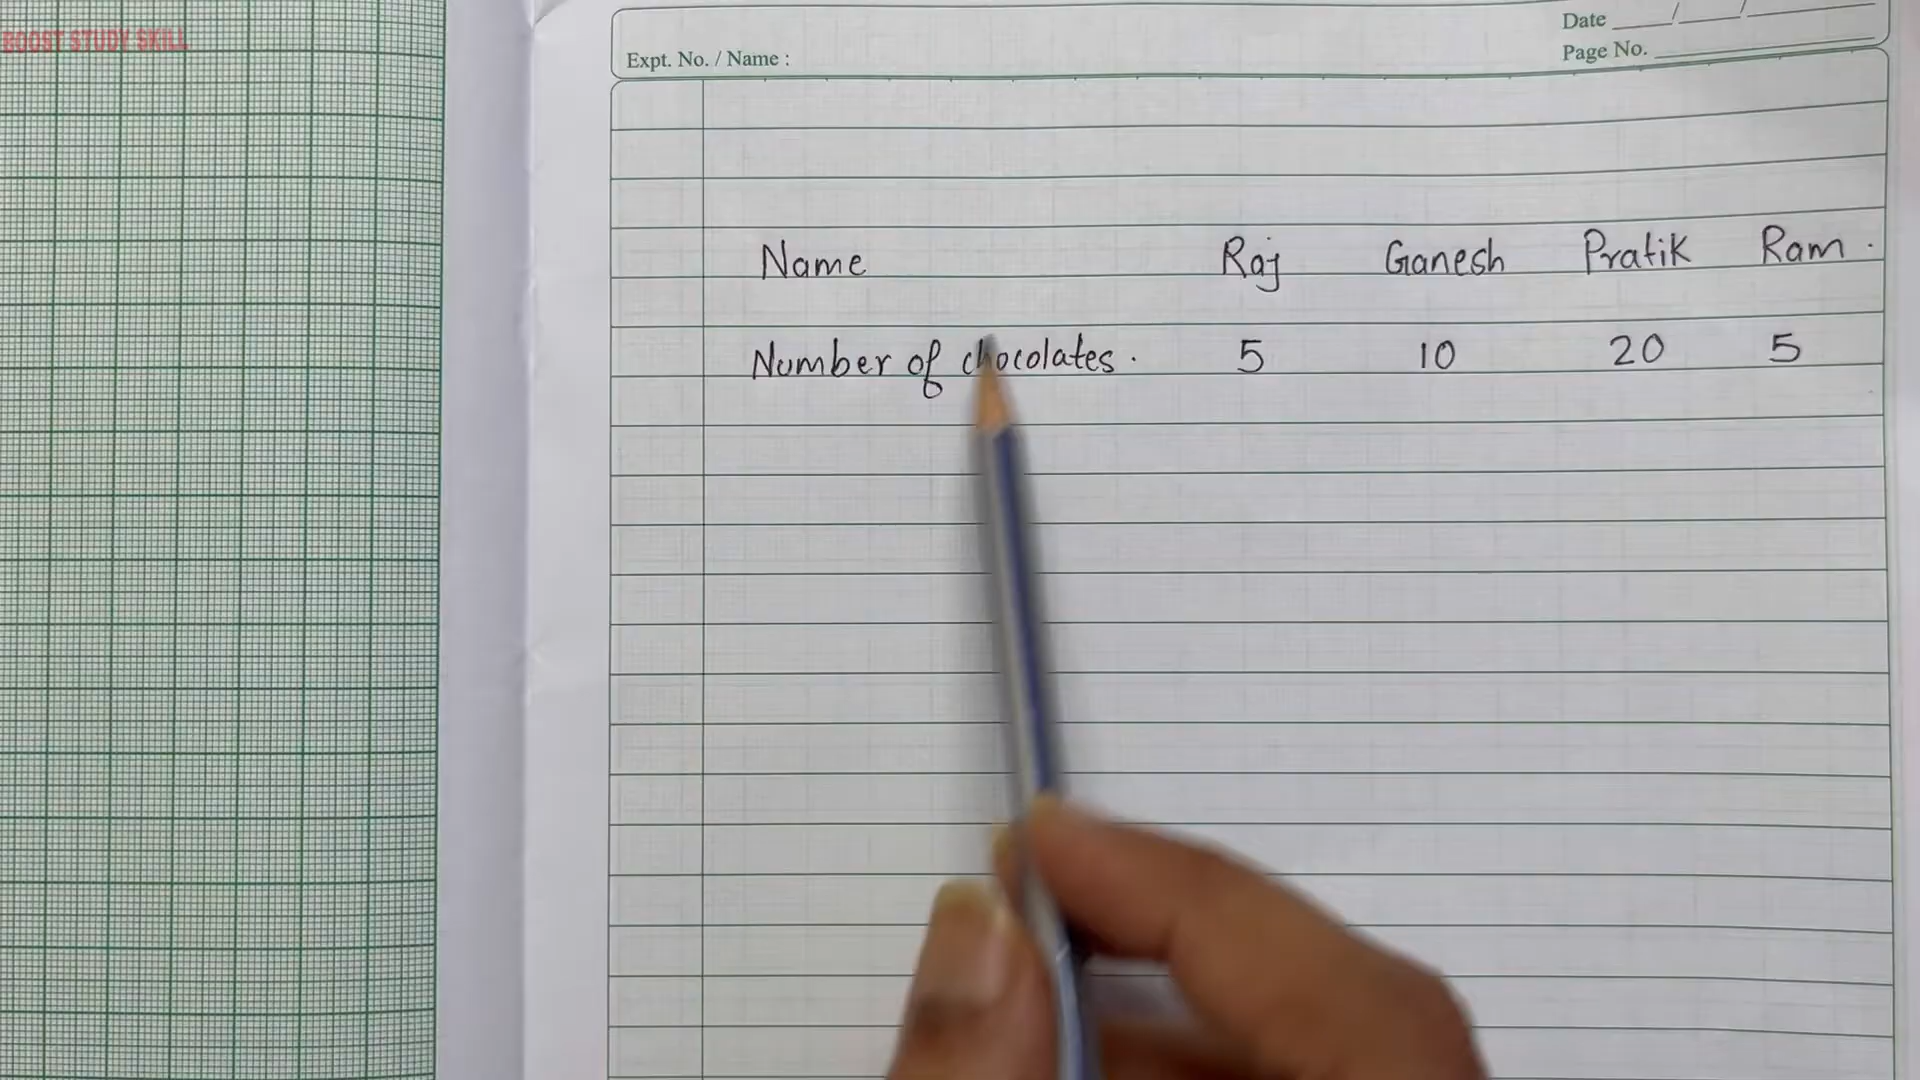 BOOST STUDY SKILL
Date
Expt. No. / Name :
Page No.
Name Raj Ganesh Pratik Ram.
Number of chocolates. 5 10 20 5